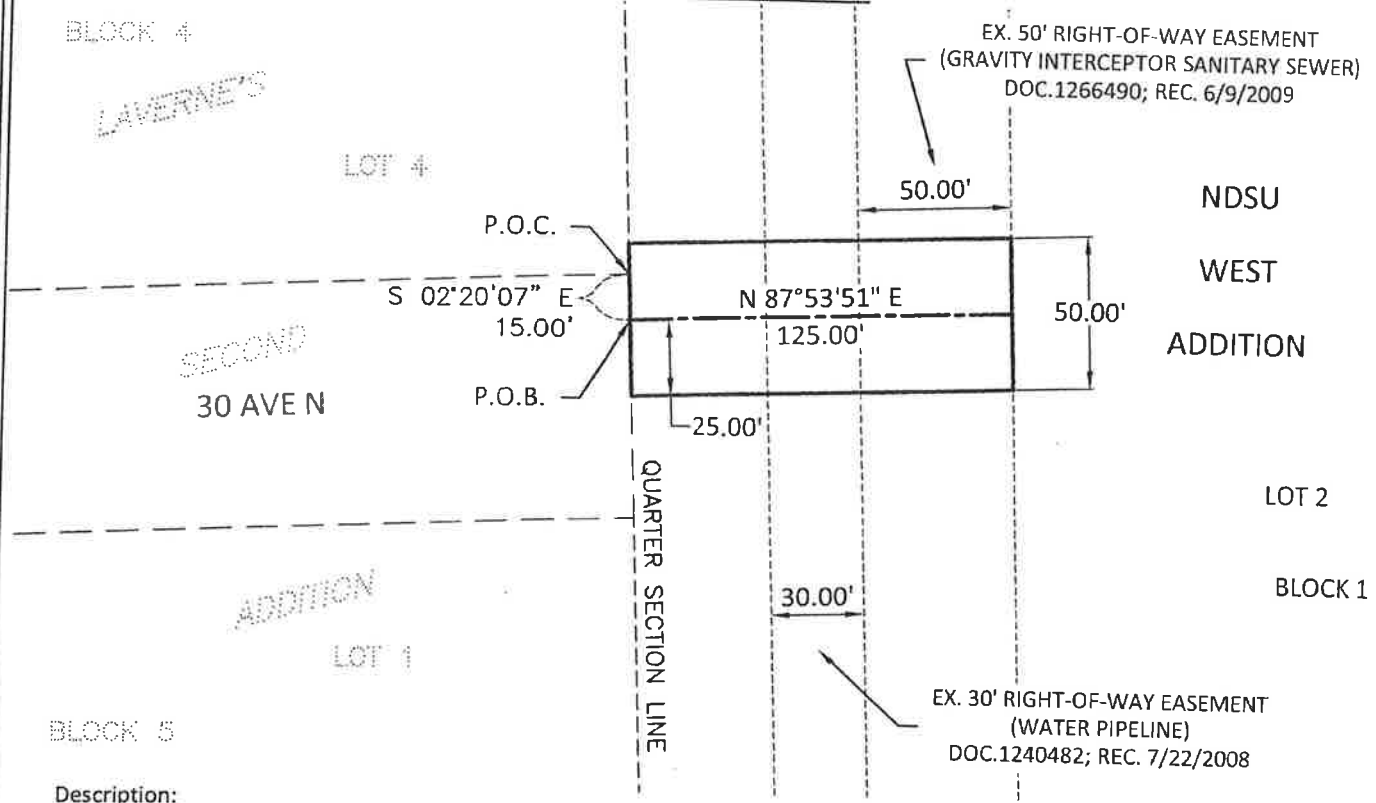 BLOCK 4
LAVERNE'S
LOT 4
EX. 50' RIGHT-OF-WAY EASEMENT
(GRAVITY INTERCEPTOR SANITARY SEWER)
DOC.1266490; REC. 6/9/2009
50.00'
NDSU
WEST
ADDITION
P.O.C.
S 02°20'07" E
15.00'
N 87°53'51" E
125.00'
50.00'
SECOND
30 AVE N
P.O.B.
25.00'
QUARTER SECTION LINE
LOT 2
BLOCK 1
ADDITION
LOT 1
30.00'
EX. 30' RIGHT-OF-WAY EASEMENT
(WATER PIPELINE)
DOC.1240482; REC. 7/22/2008
BLOCK 5
Description: